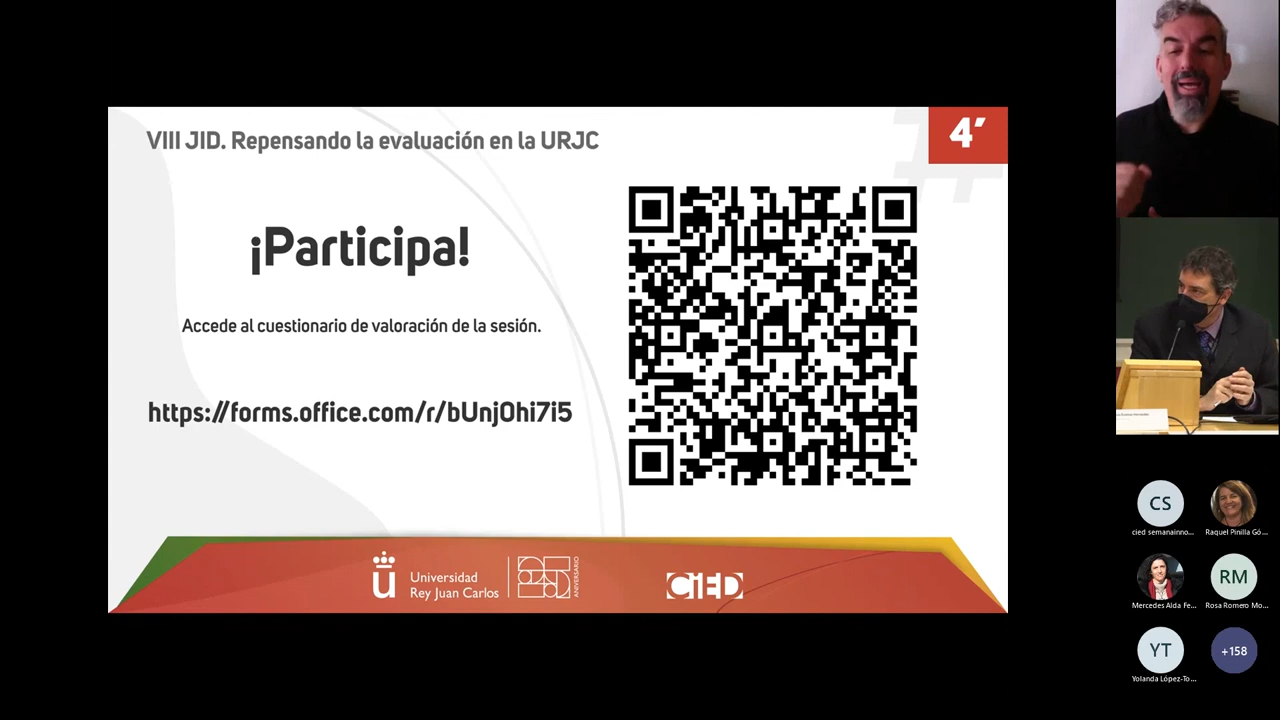 VIII JID. Repensando la evaluación en la URJC
4’
¡Participa!
Accede al cuestionario de valoración de la sesión.
https://forms.office.com/r/bUnjOhi7i5
ü
Universidad
Rey Juan Carlos
25
ANIVERSARIO
CiED
CS
cied semanainno...
Raquel Pinilla Gó...
Mercedes Alda Fe...
RM
Rosa Romero Mo...
YT
Yolanda López-To...
+158